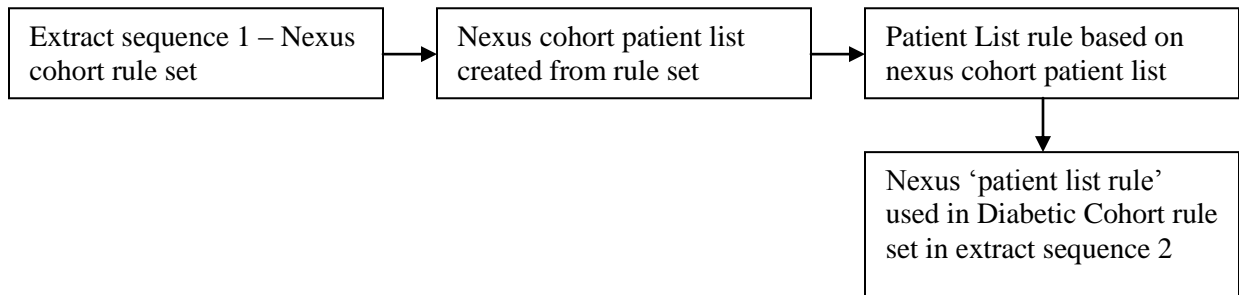 Extract sequence 1 – Nexus
cohort rule set
Nexus cohort patient list
created from rule set
Patient List rule based on
nexus cohort patient list
Nexus ‘patient list rule’
used in Diabetic Cohort rule
set in extract sequence 2